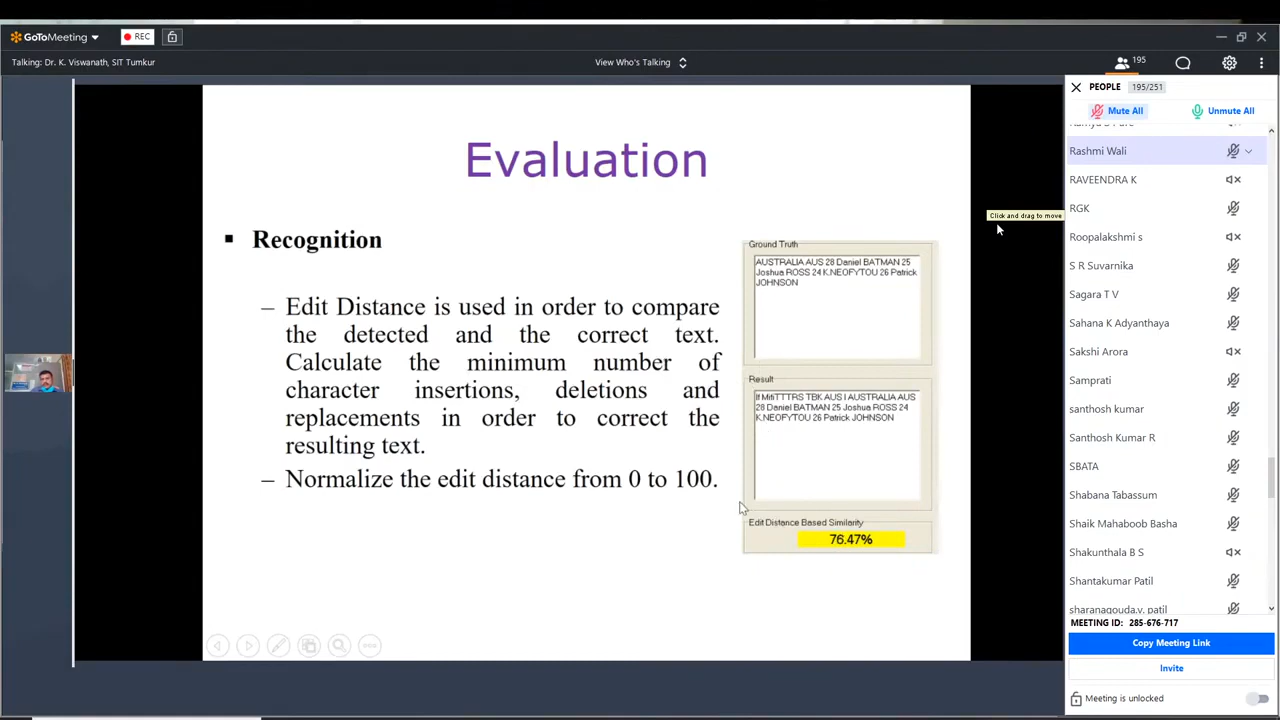 GoToMeeting
REC
Talking: Dr. K. Viswanath, SIT Tumkur
View Who's Talking
195
PEOPLE 195/251
Mute All
Unmute All
Rashmi Wali
RAVEENDRA K
RGK
Roopalakshmi s
S R Suvarnika
Sagara T V
Sahana K Adyanthaya
Sakshi Arora
Samprati
santhosh kumar
Santhosh Kumar R
SBATA
Shabana Tabassum
Shaik Mahaboob Basha
Shakunthala B S
Shantakumar Patil
sharanagouda.v. patil
MEETING ID: 285-676-717
Copy Meeting Link
Invite
Meeting is unlocked
Click and drag to move
Evaluation
▪ Recognition
– Edit Distance is used in order to compare
the detected and the correct text.
Calculate the minimum number of
character insertions, deletions and
replacements in order to correct the
resulting text.
– Normalize the edit distance from 0 to 100.
Ground Truth
AUSTRALIA AUS 28 Daniel BATMAN 25
Joshua ROSS 24 K.NEOFYTOU 26 Patrick
JOHNSON
Result
If MifiTTTRS TBK AUS I AUSTRALIA AUS
28 Daniel BATMAN 25 Joshua ROSS 24
K.NEOFYTOU 26 Patrick JOHNSON
Edit Distance Based Similarity
76.47%